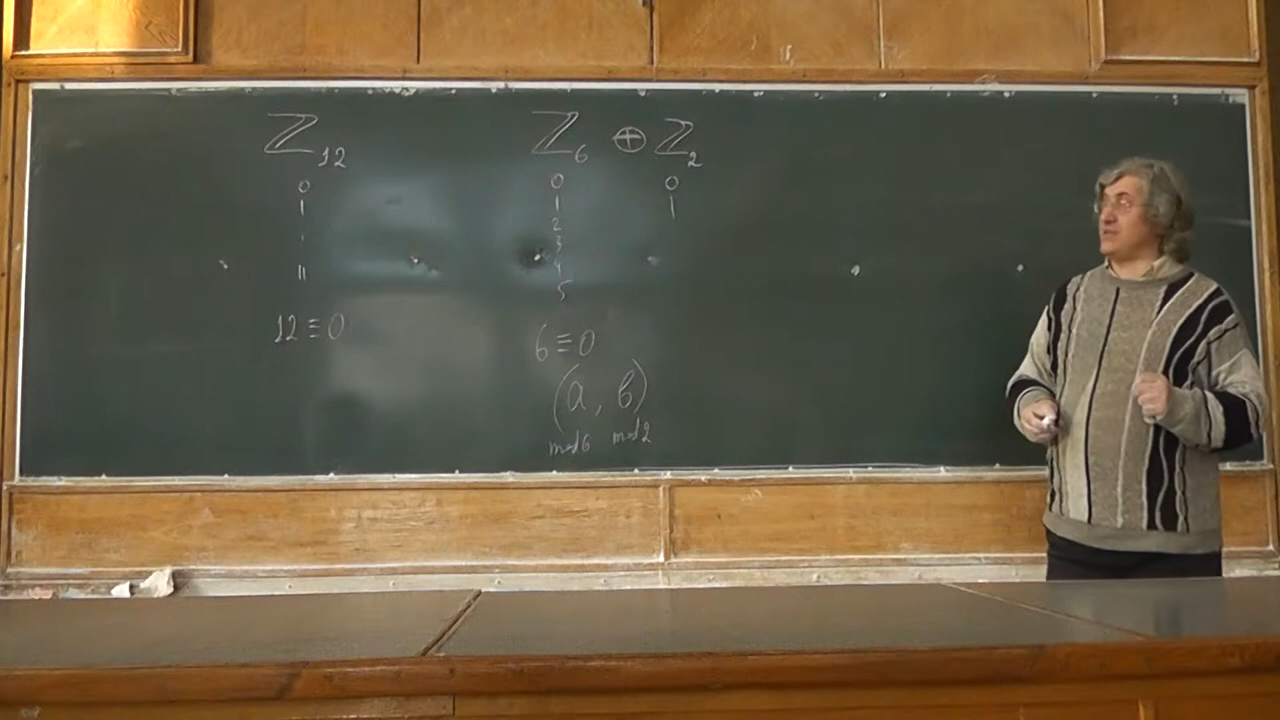 ℤ₁₂ ℤ₆ ⊕ ℤ₂
0 0 0
1 1 1
. 2
3
11 4
5
12 ≡ 0 6 ≡ 0
(a, в)
mod 6 mod 2